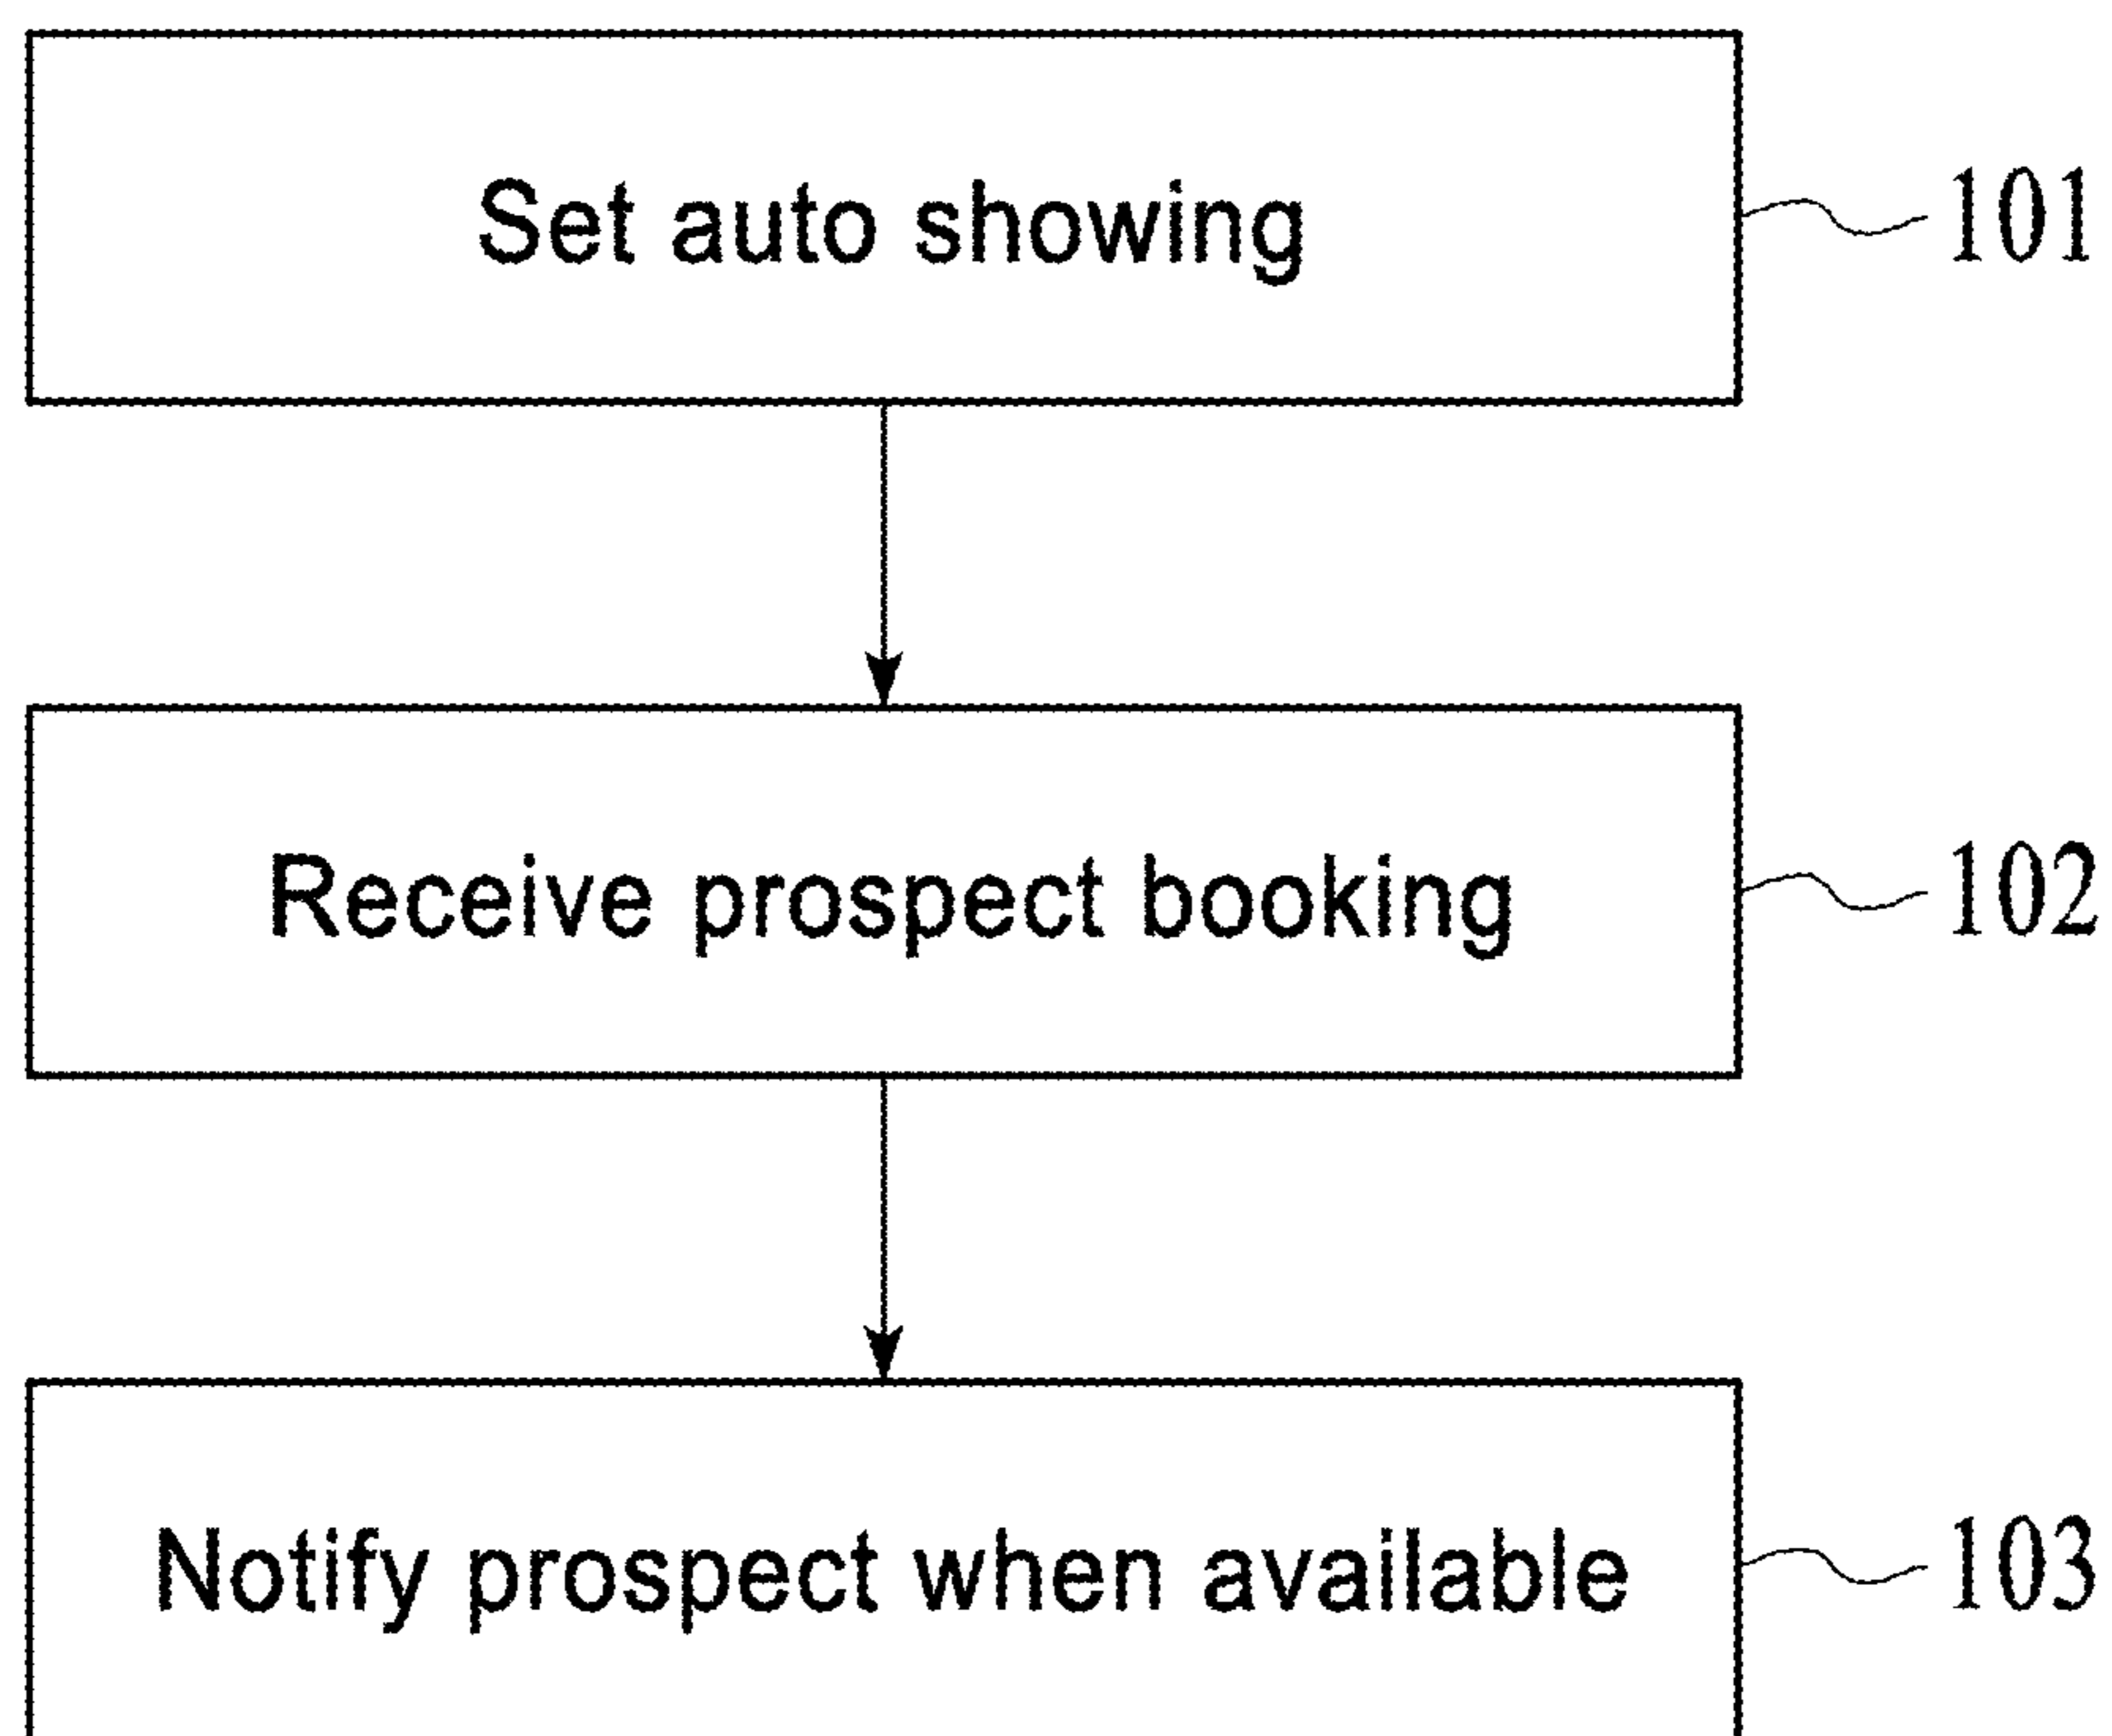 Set auto showing 101
Receive prospect booking 102
Notify prospect when available 103